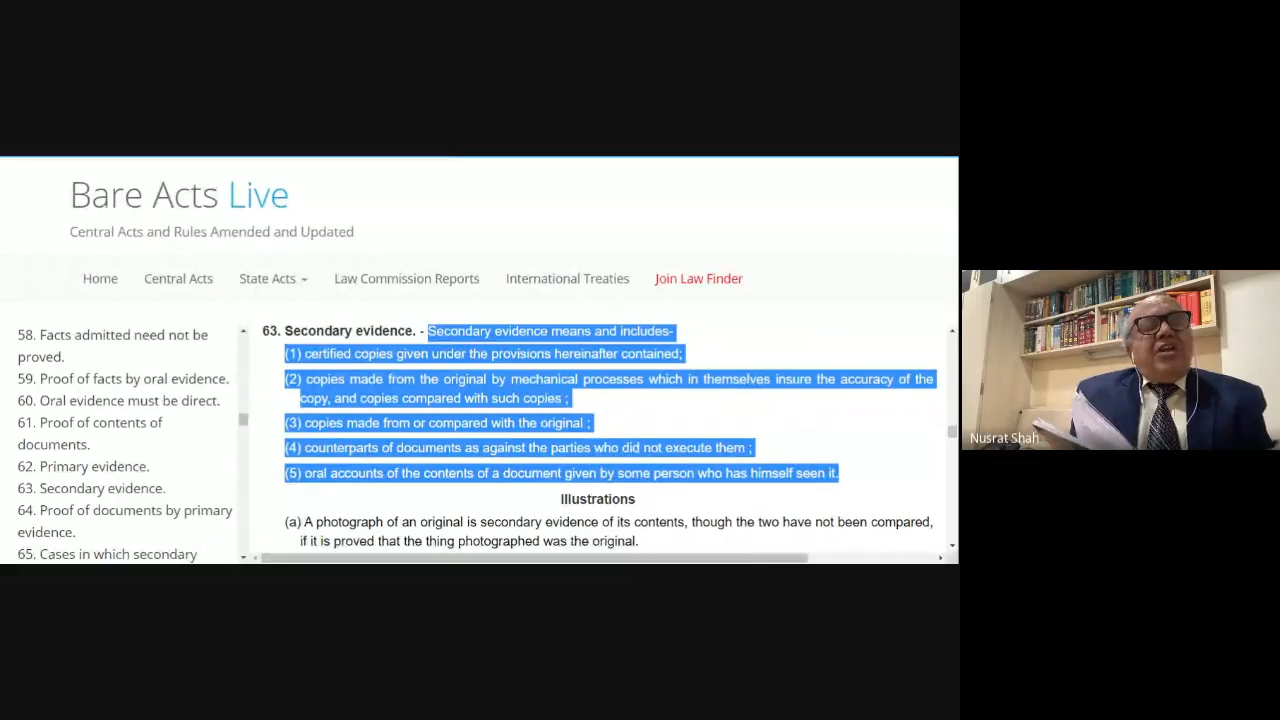 Bare Acts Live
Central Acts and Rules Amended and Updated
Home Central Acts State Acts Law Commission Reports International Treaties Join Law Finder
58. Facts admitted need not be
proved.
59. Proof of facts by oral evidence.
60. Oral evidence must be direct.
61. Proof of contents of
documents.
62. Primary evidence.
63. Secondary evidence.
64. Proof of documents by primary
evidence.
65. Cases in which secondary
63. Secondary evidence. - Secondary evidence means and includes-
(1) certified copies given under the provisions hereinafter contained;
(2) copies made from the original by mechanical processes which in themselves insure the accuracy of the
copy, and copies compared with such copies ;
(3) copies made from or compared with the original ;
(4) counterparts of documents as against the parties who did not execute them ;
(5) oral accounts of the contents of a document given by some person who has himself seen it.
Illustrations
(a) A photograph of an original is secondary evidence of its contents, though the two have not been compared,
if it is proved that the thing photographed was the original.
Nusrat Shah